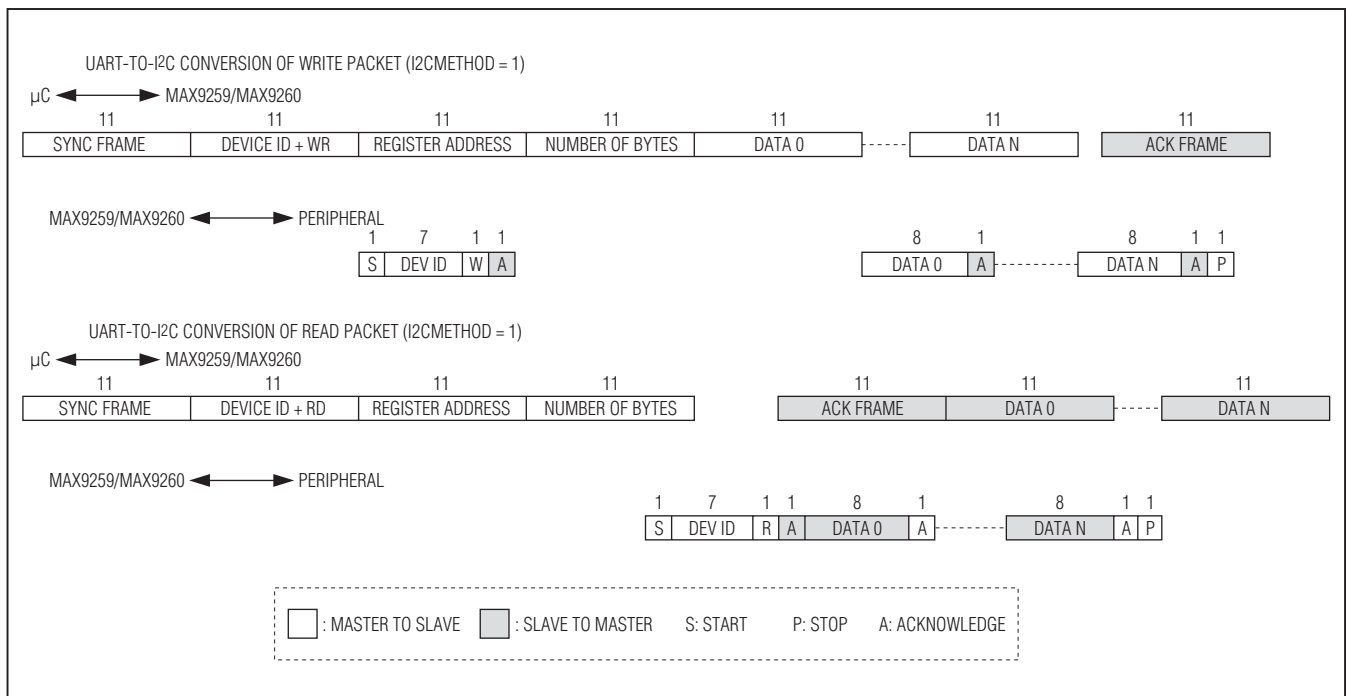 UART-TO-I2C CONVERSION OF WRITE PACKET (I2CMETHOD = 1)
µC MAX9259/MAX9260
11 11 11 11 11 11 11
SYNC FRAME DEVICE ID + WR REGISTER ADDRESS NUMBER OF BYTES DATA 0 DATA N ACK FRAME
MAX9259/MAX9260 PERIPHERAL
1 7 1 1 8 1 8 1 1
S DEV ID W A DATA 0 A DATA N A P
UART-TO-I2C CONVERSION OF READ PACKET (I2CMETHOD = 1)
µC MAX9259/MAX9260
11 11 11 11 11 11 11
SYNC FRAME DEVICE ID + RD REGISTER ADDRESS NUMBER OF BYTES ACK FRAME DATA 0 DATA N
MAX9259/MAX9260 PERIPHERAL
1 7 1 1 8 1 8 1 1
S DEV ID R A DATA 0 A DATA N A P
: MASTER TO SLAVE : SLAVE TO MASTER S: START P: STOP A: ACKNOWLEDGE